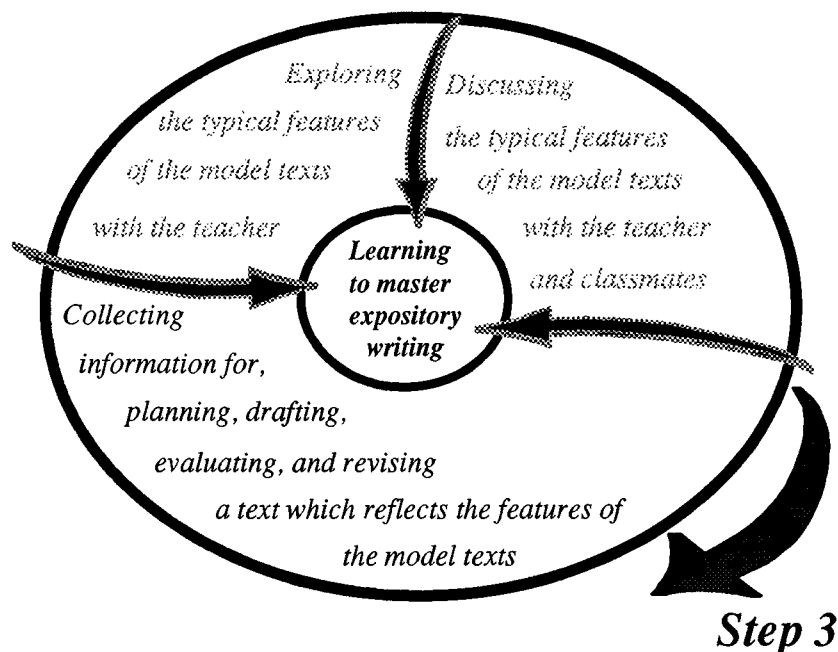 Exploring
the typical features
of the model texts
with the teacher
Discussing
the typical features
of the model texts
with the teacher
and classmates
Learning
to master
expository
writing
Collecting
information for,
planning, drafting,
evaluating, and revising
a text which reflects the features of
the model texts
Step 3